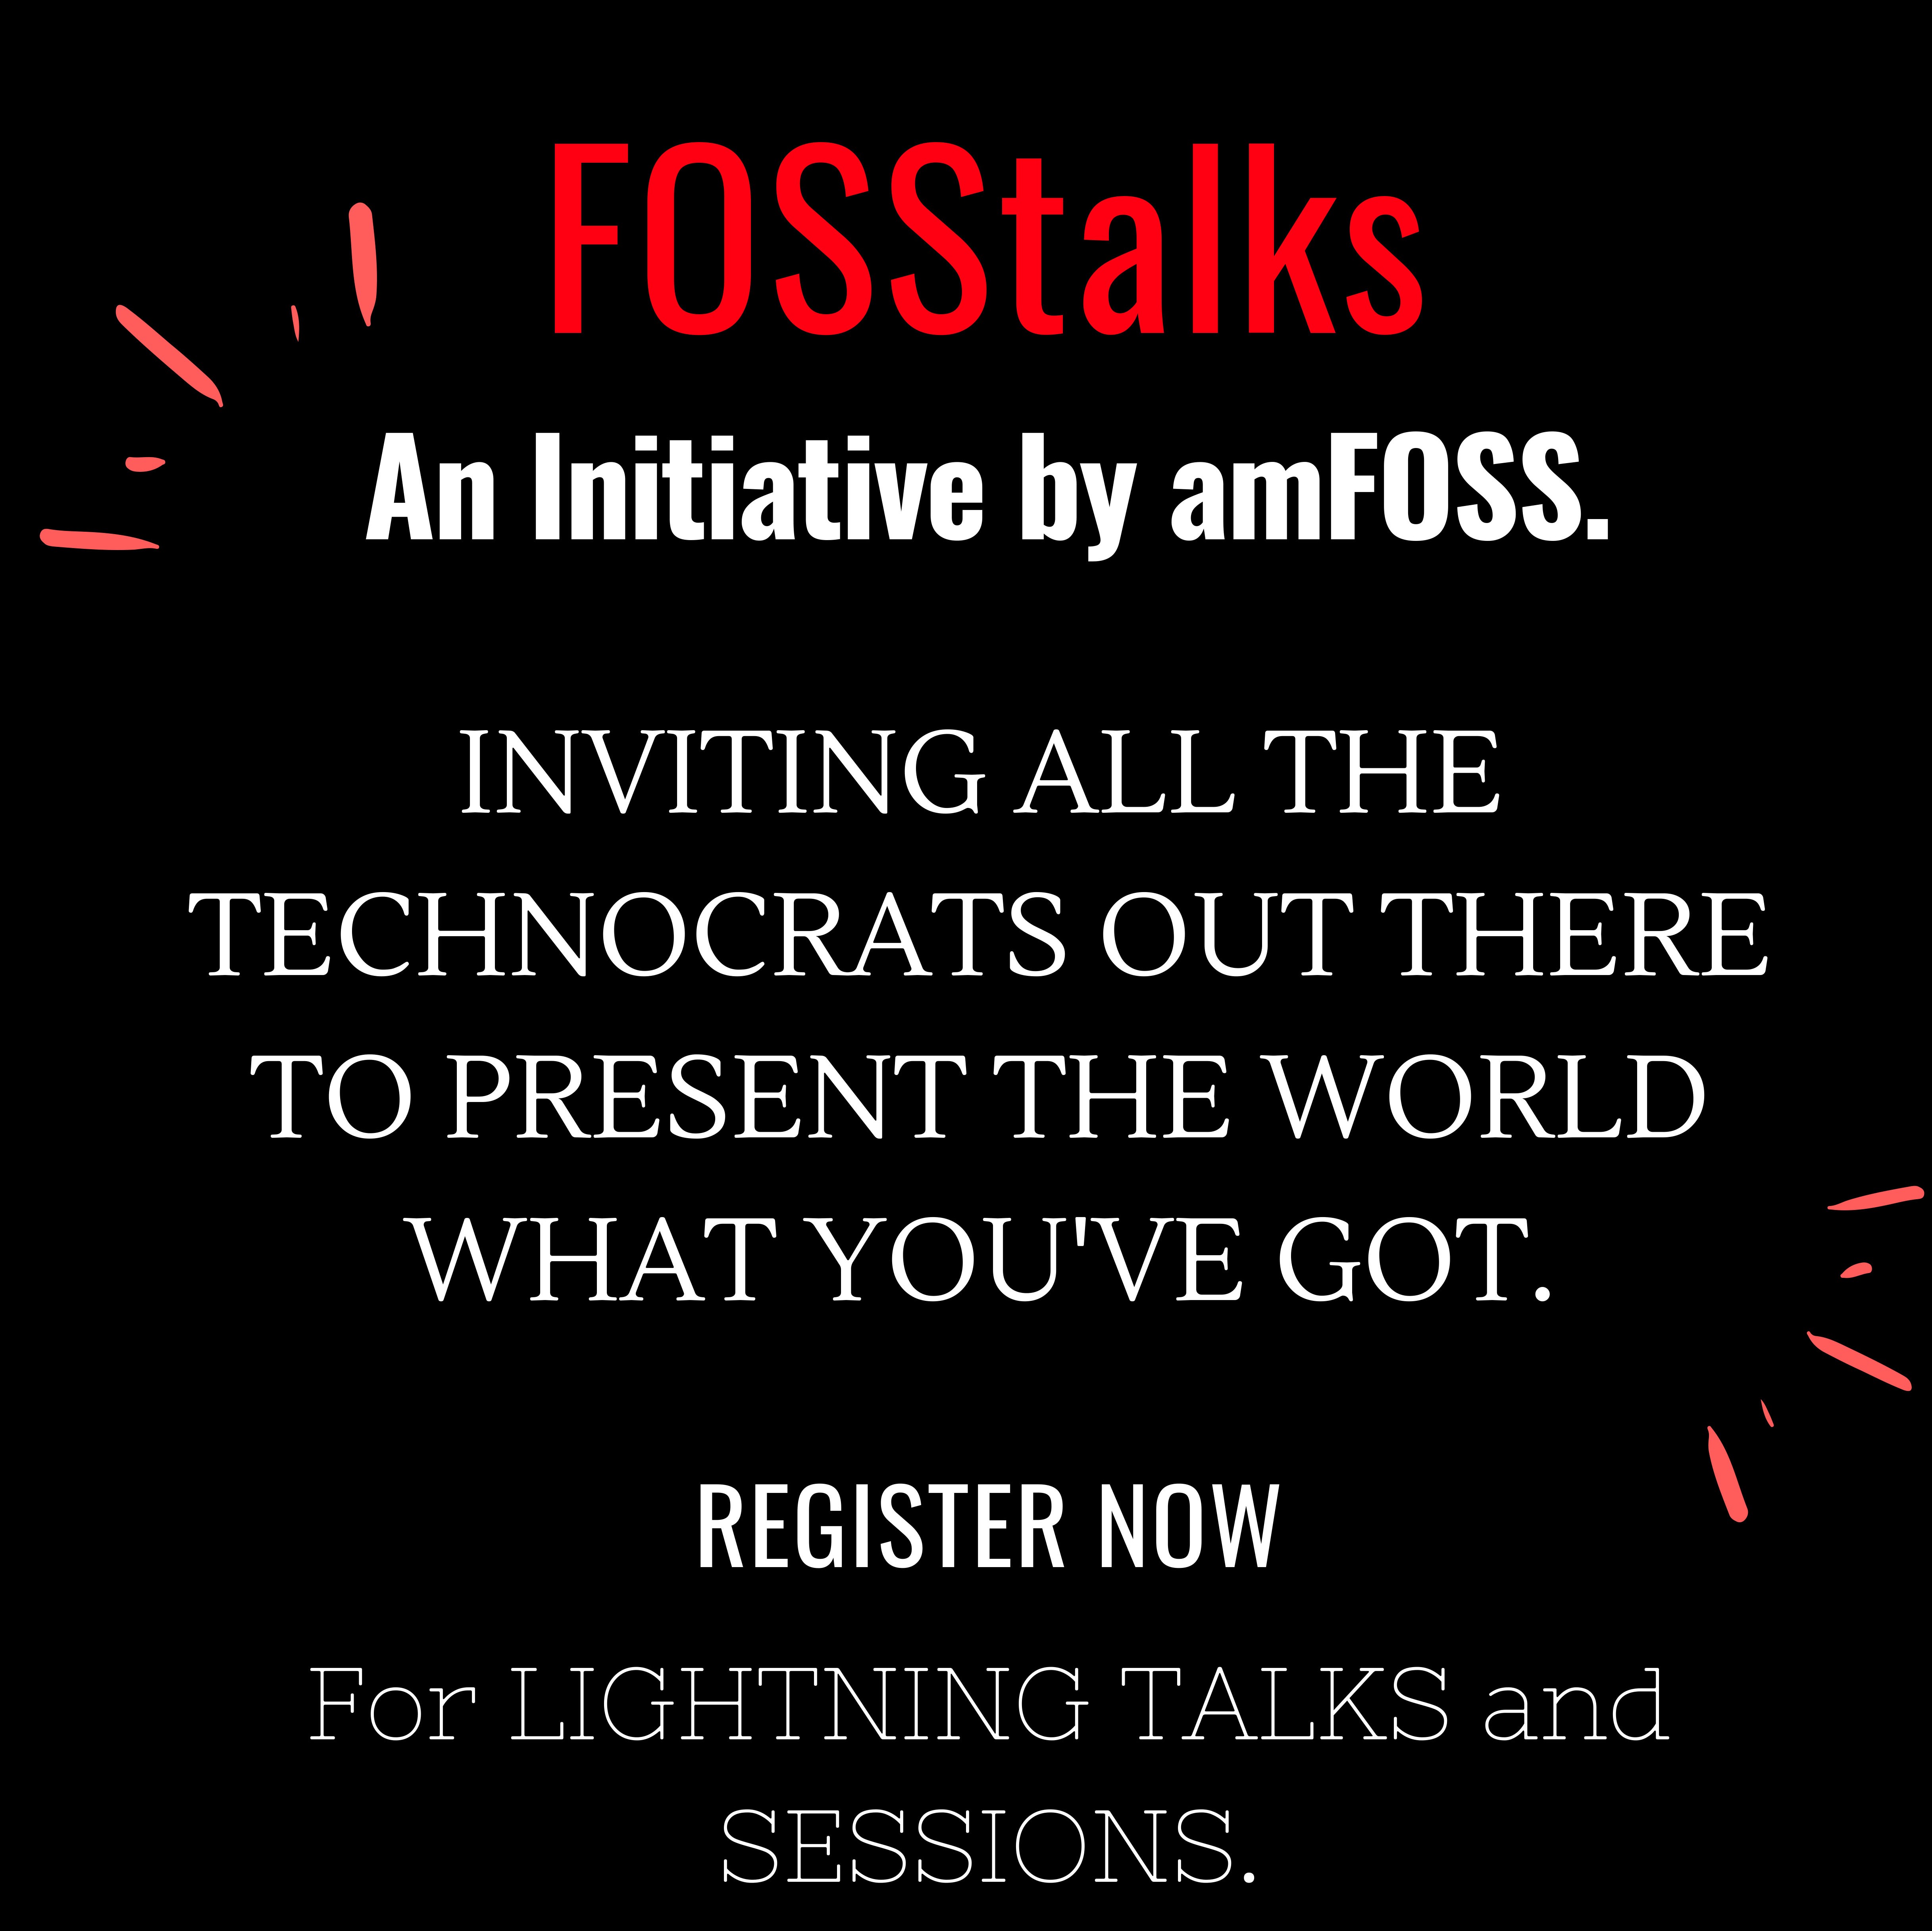 FOSStalks
An Initiative by amFOSS.
INVITING ALL THE
TECHNOCRATS OUT THERE
TO PRESENT THE WORLD
WHAT YOU'VE GOT.
REGISTER NOW
For LIGHTNING TALKS and
SESSIONS.